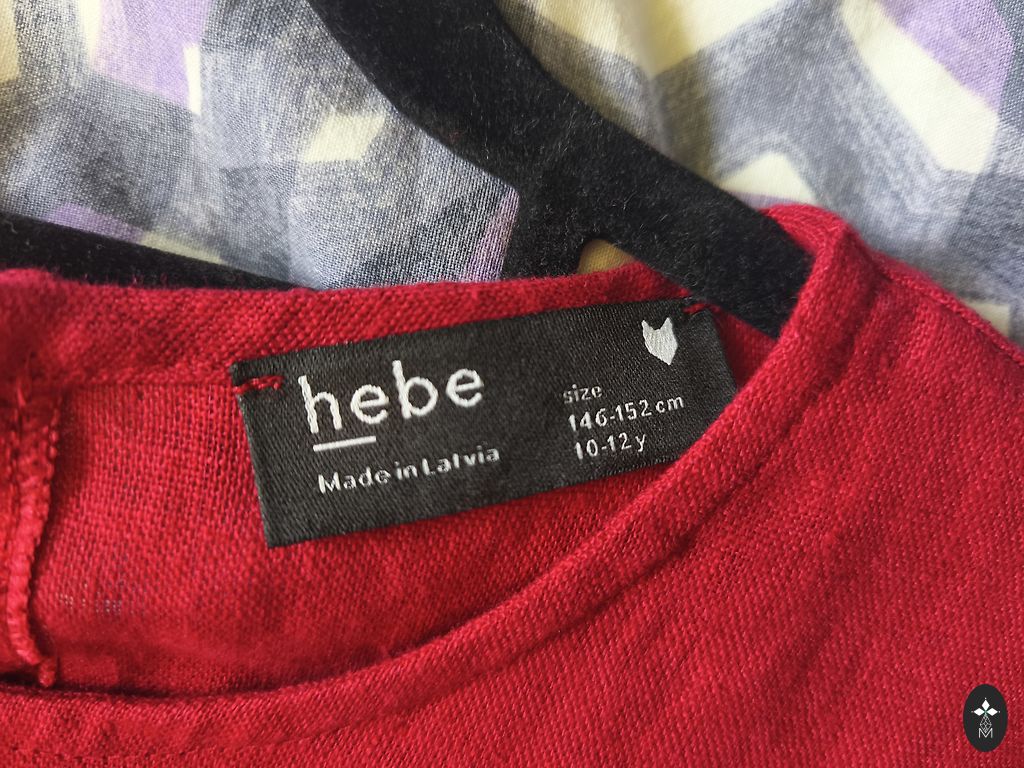 hebe
Made in Latvia
size
146-152 cm
10-12 y
M